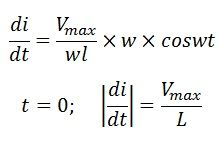 di/dt = V_max/wl × w × coswt
t = 0; |di/dt| = V_max/L